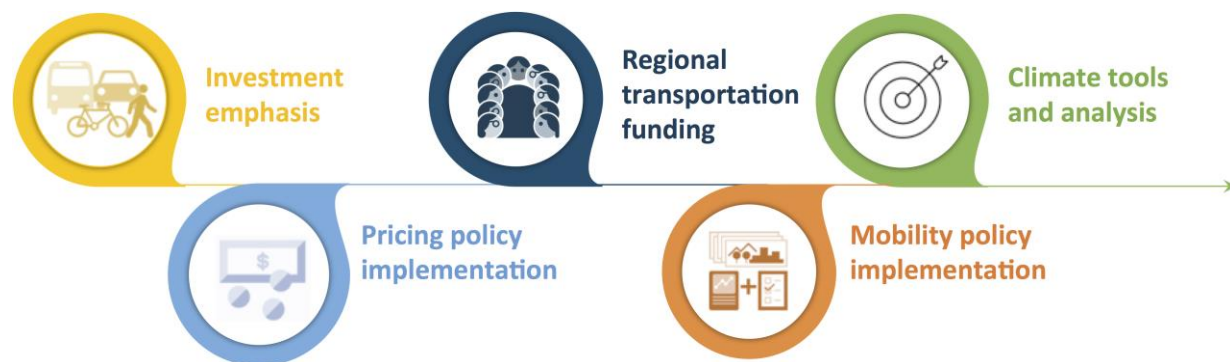 Investment
emphasis
Pricing policy
implementation
Regional
transportation
funding
Mobility policy
implementation
Climate tools
and analysis
$